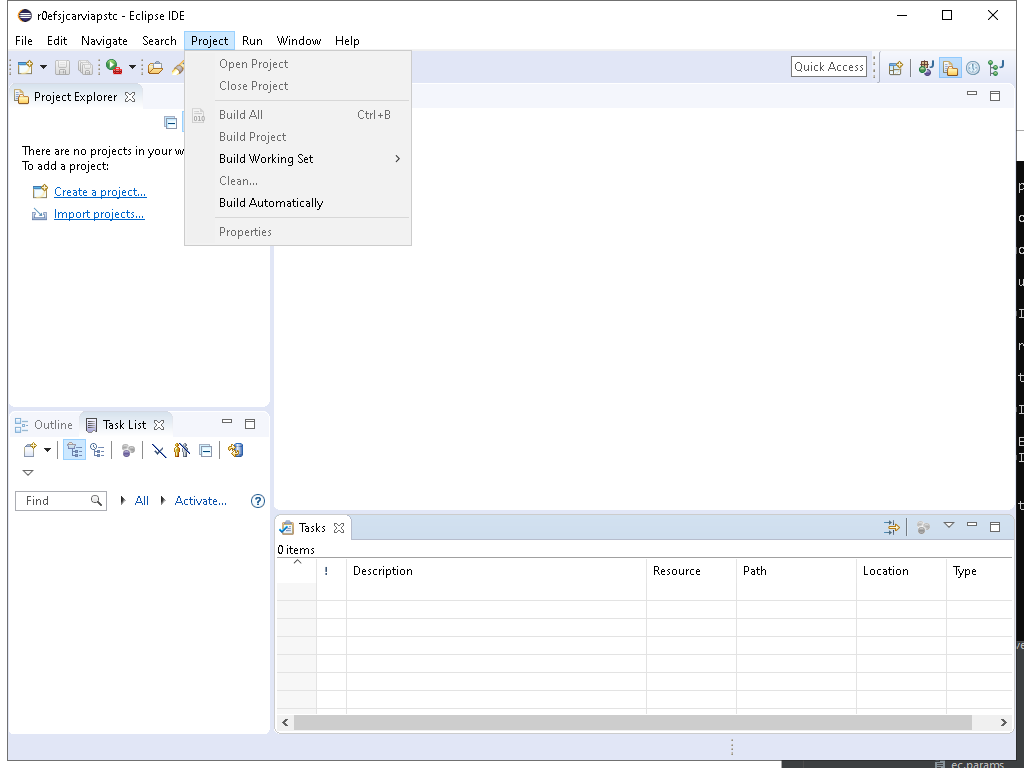 r0efsjcarviapstc - Eclipse IDE
File Edit Navigate Search Project Run Window Help
Quick Access
Open Project
Close Project
Build All Ctrl+B
Build Project
Build Working Set
Clean...
Build Automatically
Properties
Project Explorer
There are no projects in your w
To add a project:
Create a project...
Import projects...
Outline Task List
Find All Activate...
Tasks
0 items
! Description Resource Path Location Type
ec.params